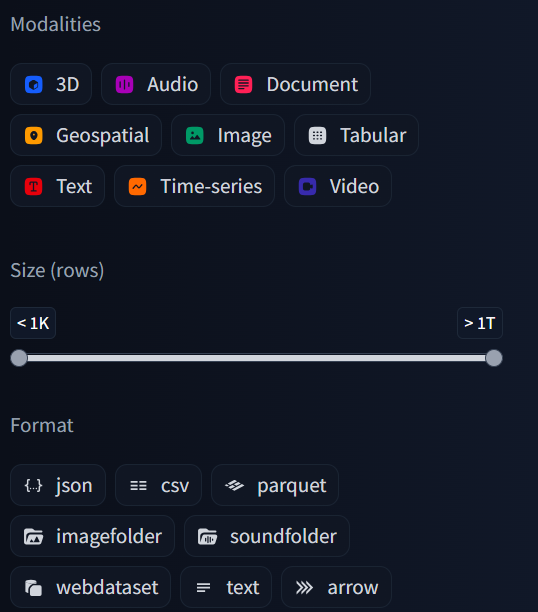 Modalities
3D Audio Document
Geospatial Image Tabular
Text Time-series Video
Size (rows)
< 1K > 1T
Format
json csv parquet
imagefolder soundfolder
webdataset text arrow